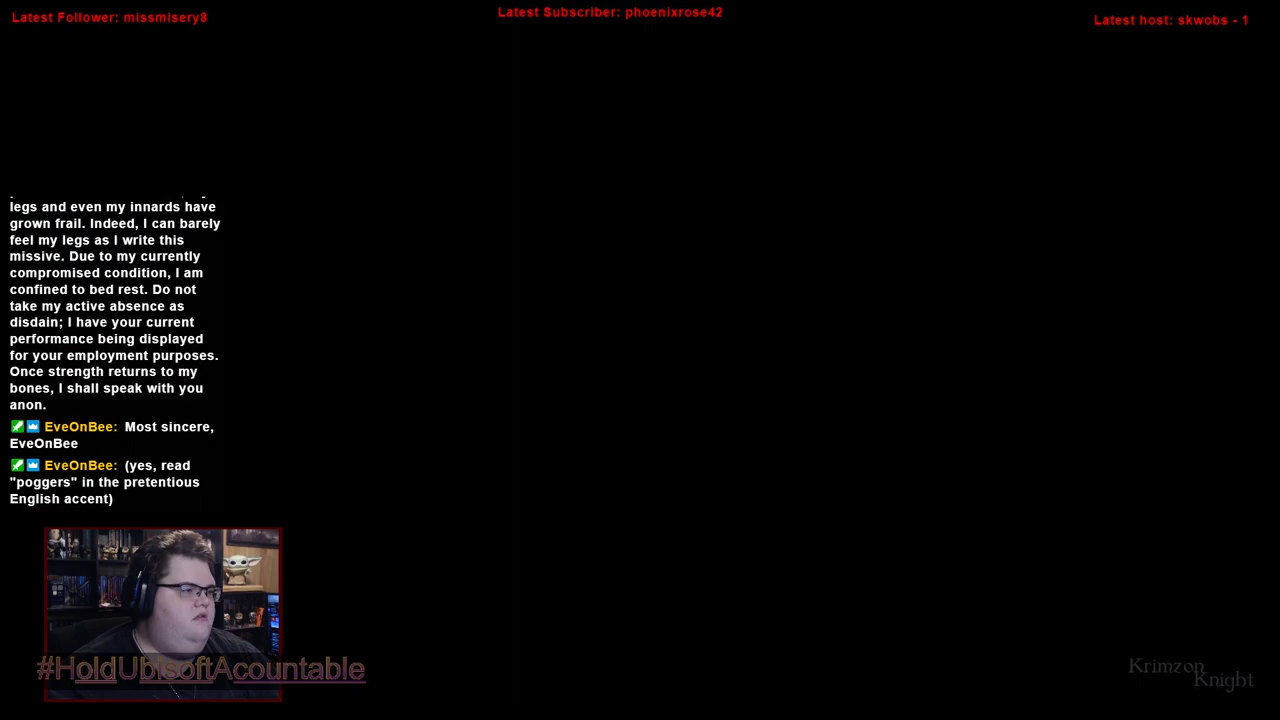 Latest Follower: missmisery8
Latest Subscriber: phoenixrose42
Latest host: skwobs - 1
legs and even my innards have
grown frail. Indeed, I can barely
feel my legs as I write this
missive. Due to my currently
compromised condition, I am
confined to bed rest. Do not
take my active absence as
disdain; I have your current
performance being displayed
for your employment purposes.
Once strength returns to my
bones, I shall speak with you
anon.
EveOnBee: Most sincere,
EveOnBee
EveOnBee: (yes, read
"poggers" in the pretentious
English accent)
#HoldUbisoftAcountable
Krimzon
Knight